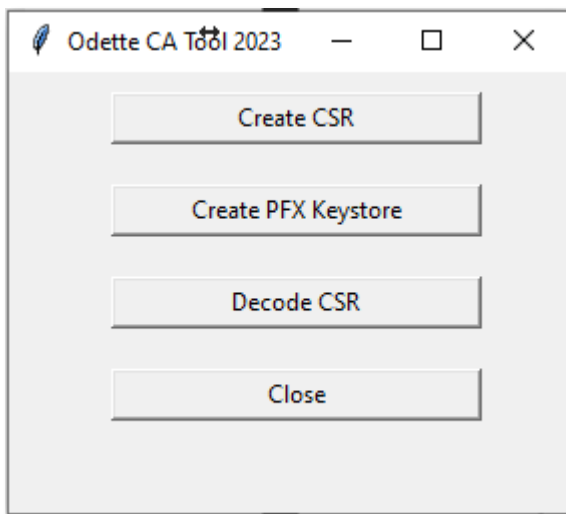 Odette CA Tool 2023
Create CSR
Create PFX Keystore
Decode CSR
Close